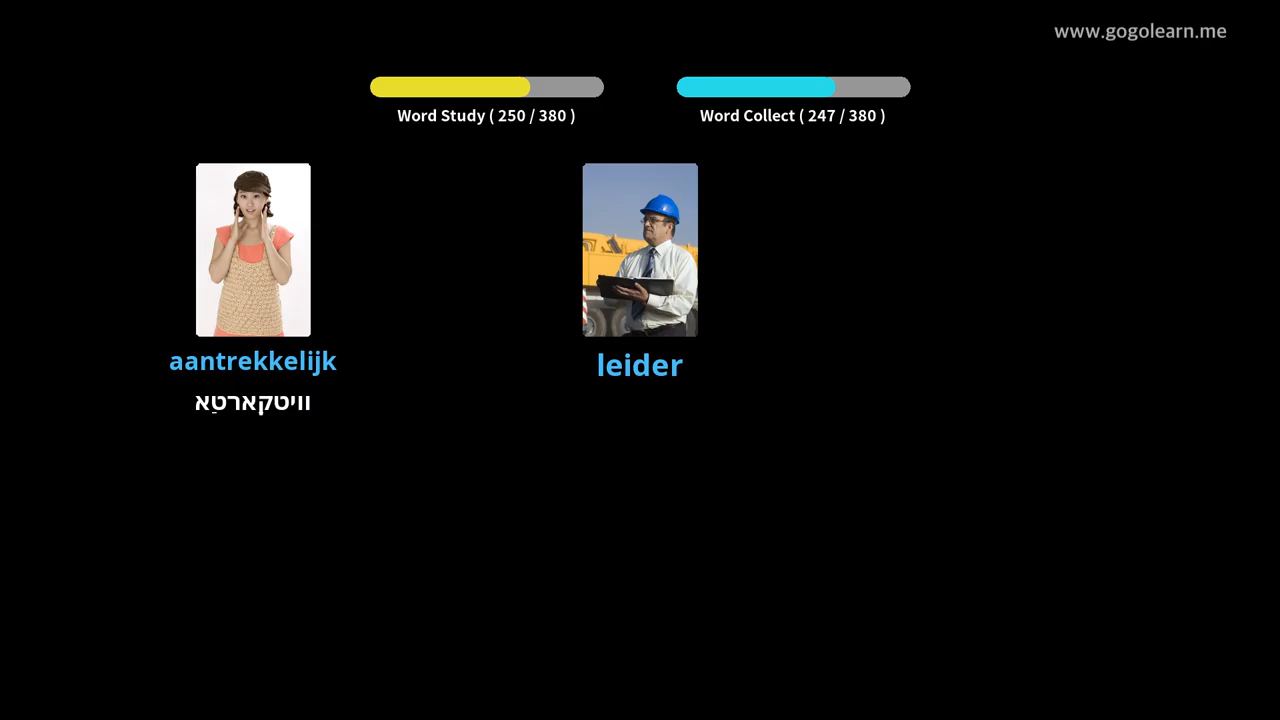 www.gogolearn.me
Word Study ( 250 / 380 )
Word Collect ( 247 / 380 )
aantrekkelijk
וויטקארטַא
leider